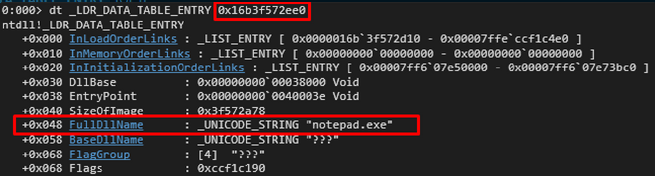 0:000> dt _LDR_DATA_TABLE_ENTRY 0x16b3f572ee0
ntdll!_LDR_DATA_TABLE_ENTRY
+0x000 InLoadOrderLinks : _LIST_ENTRY [ 0x0000016b`3f572d10 - 0x00007ffe`ccf1c4e0 ]
+0x010 InMemoryOrderLinks : _LIST_ENTRY [ 0x00000000`00000000 - 0x00000000`00000000 ]
+0x020 InInitializationOrderLinks : _LIST_ENTRY [ 0x00007ff6`07e50000 - 0x00007ff6`07e73bc0 ]
+0x030 DllBase : 0x00000000`00038000 Void
+0x038 EntryPoint : 0x00000000`0040003e Void
+0x040 SizeOfImage : 0x3f572a78
+0x048 FullDllName : _UNICODE_STRING "notepad.exe"
+0x058 BaseDllName : _UNICODE_STRING "???"
+0x068 FlagGroup : [4] "???"
+0x068 Flags : 0xccf1c190